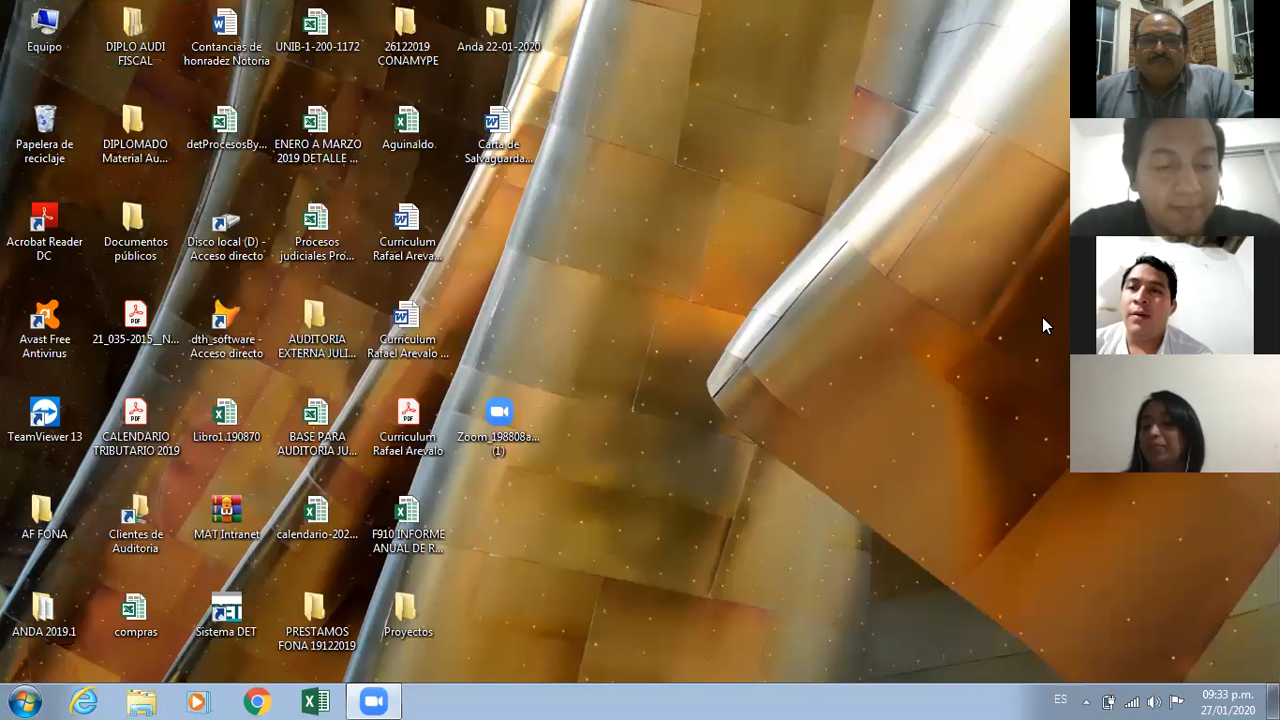 Equipo
DIPLO AUDI
FISCAL
Contancias de
honradez Notoria
UNIB-1-200-1172
26122019
CONAMYPE
Anda 22-01-2020
Papelera de
reciclaje
DIPLOMADO
Material Au...
detProcesosBy...
ENERO A MARZO
2019 DETALLE ...
Aguinaldo
Carta de
Salvaguarda...
Acrobat Reader
DC
Documentos
públicos
Disco local (D) -
Acceso directo
Procesos
judiciales Pro...
Curriculum
Rafael Areva...
Avast Free
Antivirus
21_035-2015__N...
dth_software -
Acceso directo
AUDITORIA
EXTERNA JULI...
Curriculum
Rafael Arevalo ...
TeamViewer 13
CALENDARIO
TRIBUTARIO 2019
Libro1.190870
BASE PARA
AUDITORIA JU...
Curriculum
Rafael Arevalo
Zoom_198808a...
(1)
AF FONA
Clientes de
Auditoria
MAT Intranet
calendario-202...
F910 INFORME
ANUAL DE R...
ANDA 2019.1
compras
Sistema DET
PRESTAMOS
FONA 19122019
Proyectos
ES
09:33 p.m.
27/01/2020